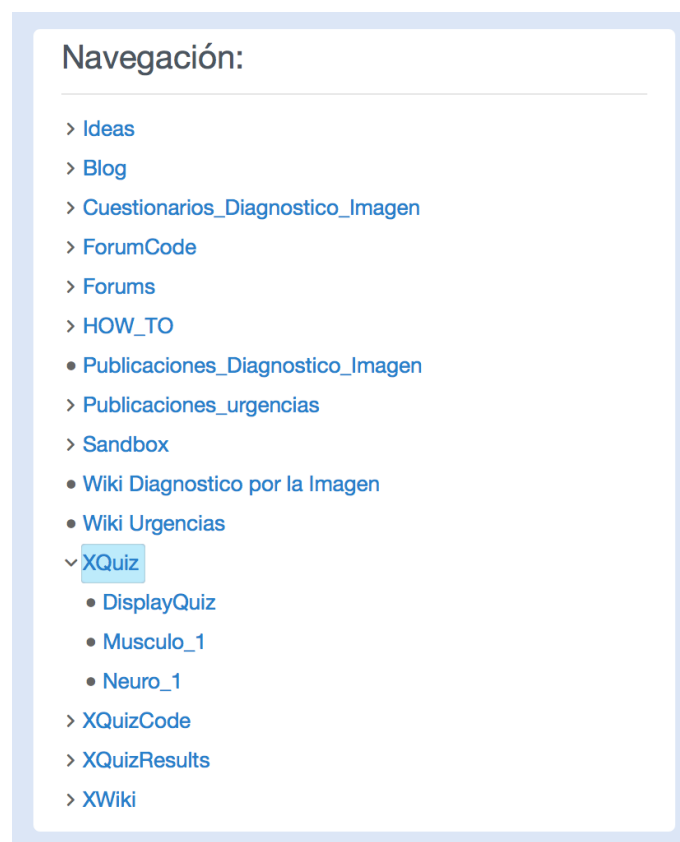 Navegación:
Ideas
Blog
Cuestionarios_Diagnostico_Imagen
ForumCode
Forums
HOW_TO
Publicaciones_Diagnostico_Imagen
Publicaciones_urgencias
Sandbox
Wiki Diagnostico por la Imagen
Wiki Urgencias
XQuiz
DisplayQuiz
Musculo_1
Neuro_1
XQuizCode
XQuizResults
XWiki